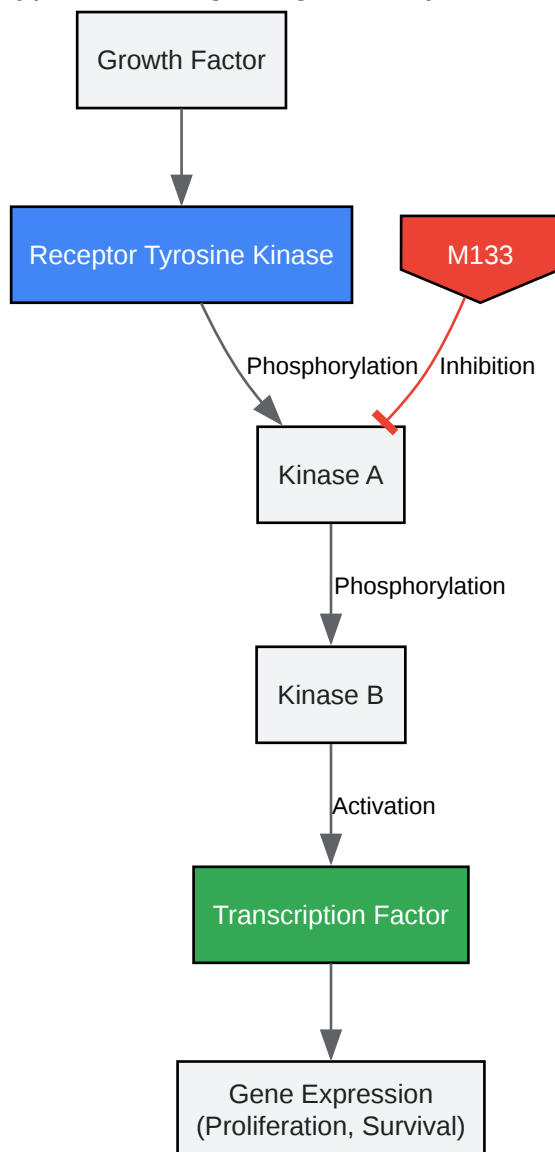 Growth Factor
Receptor Tyrosine Kinase
M133
Phosphorylation
Inhibition
Kinase A
Phosphorylation
Kinase B
Activation
Transcription Factor
Gene Expression
(Proliferation, Survival)